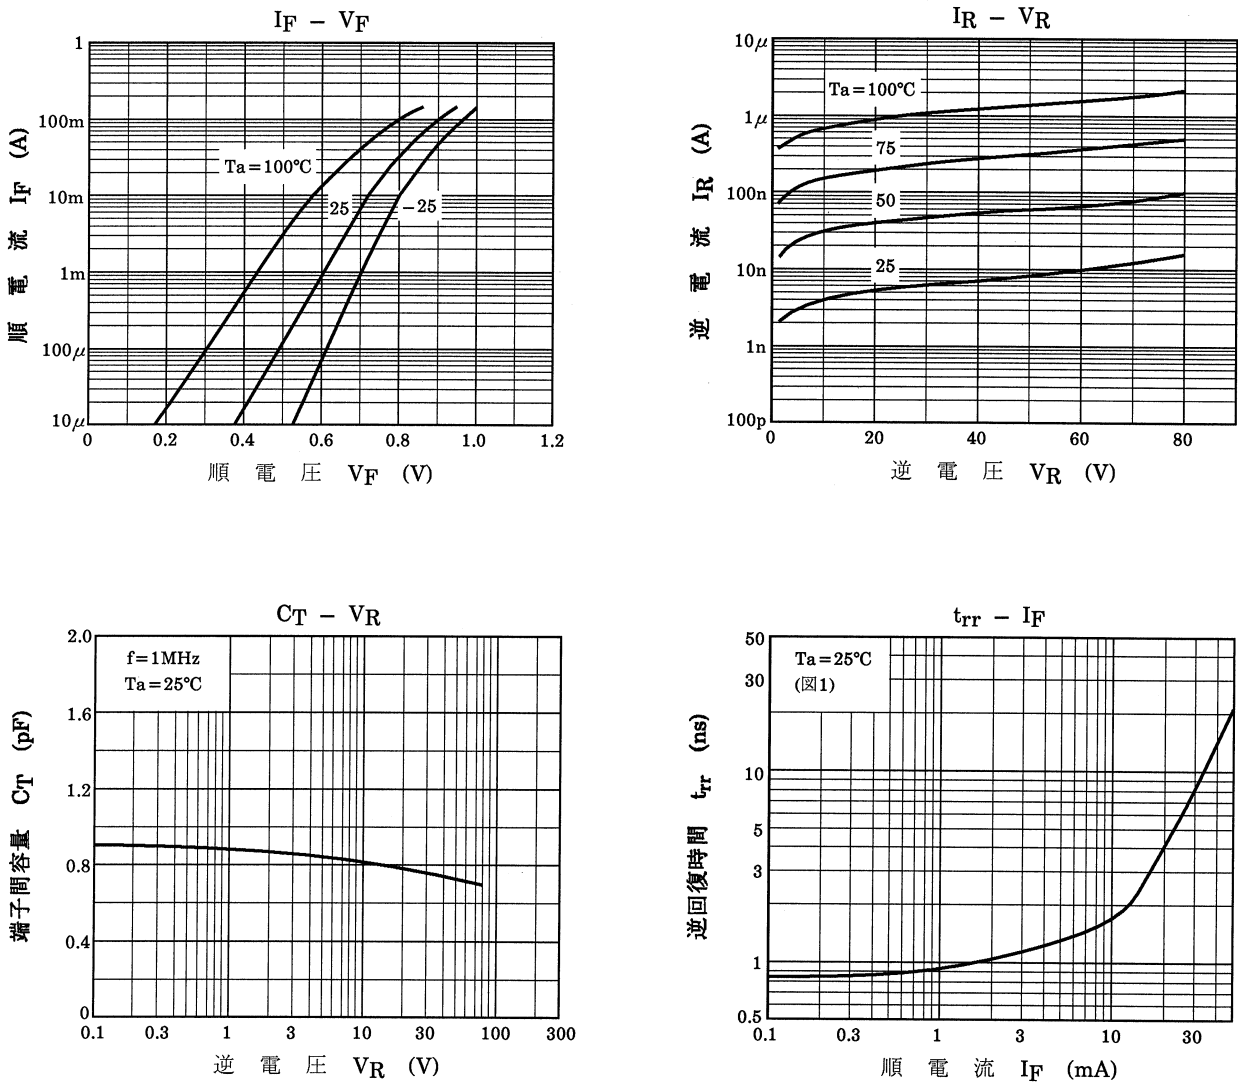 IF − VF
1
100m
10m
1m
100μ
10μ
順 電 流 IF (A)
Ta=100℃
25
−25
0 0.2 0.4 0.6 0.8 1.0 1.2
順 電 圧 VF (V)
IR − VR
10μ
1μ
100n
10n
1n
100p
逆 電 流 IR (A)
Ta=100℃
75
50
25
0 20 40 60 80
逆 電 圧 VR (V)
CT − VR
2.0
1.6
1.2
0.8
0.4
0
端子間容量 CT (pF)
f=1MHz
Ta=25℃
0.1 1 3 10 30 100 300
逆 電 圧 VR (V)
trr − IF
50
30
10
5
3
1
0.5
逆回復時間 trr (ns)
Ta=25℃
(図1)
0.1 0.3 1 3 10 30
順 電 流 IF (mA)